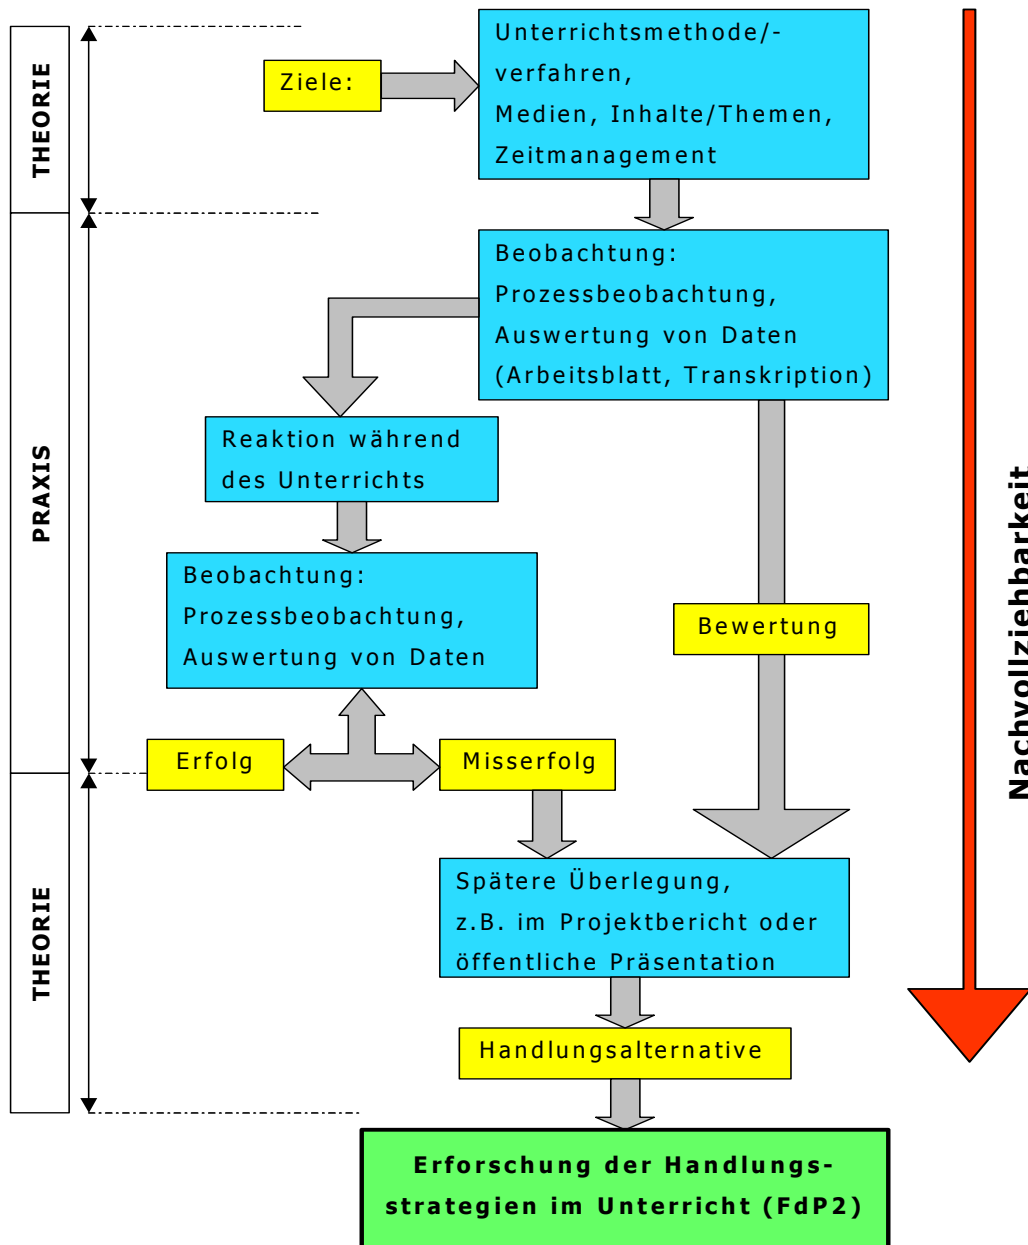 Unterrichtsmethode/-
verfahren,
Medien, Inhalte/Themen,
Zeitmanagement
Ziele:
THEORIE
Beobachtung:
Prozessbeobachtung,
Auswertung von Daten
(Arbeitsblatt, Transkription)
Reaktion während
des Unterrichts
PRAXIS
Beobachtung:
Prozessbeobachtung,
Auswertung von Daten
Bewertung
Nachvollziehbarkeit
Erfolg
Misserfolg
Spätere Überlegung,
z.B. im Projektbericht oder
öffentliche Präsentation
THEORIE
Handlungsalternative
Erforschung der Handlungs-
strategien im Unterricht (FdP2)